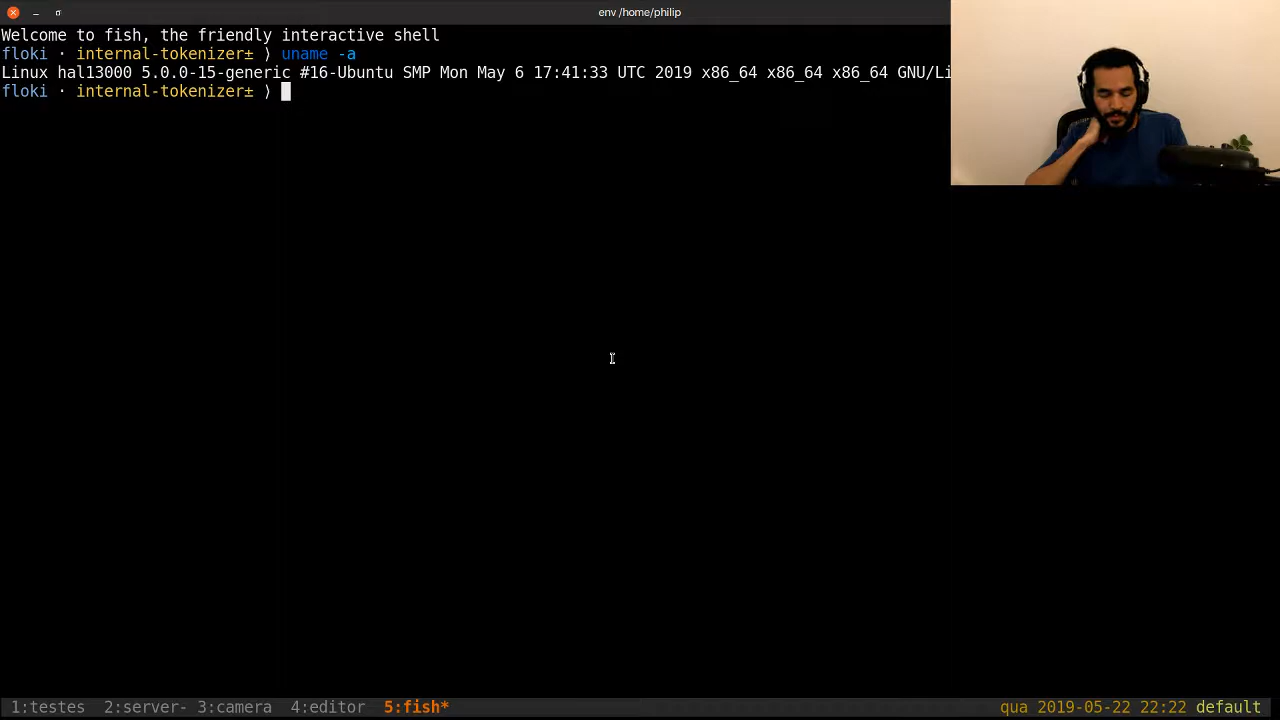 env /home/philip
Welcome to fish, the friendly interactive shell
floki · internal-tokenizer± ⟩ uname -a
Linux hal13000 5.0.0-15-generic #16-Ubuntu SMP Mon May 6 17:41:33 UTC 2019 x86_64 x86_64 x86_64 GNU/Li
floki · internal-tokenizer± ⟩
1:testes 2:server- 3:camera 4:editor 5:fish* qua 2019-05-22 22:22 default